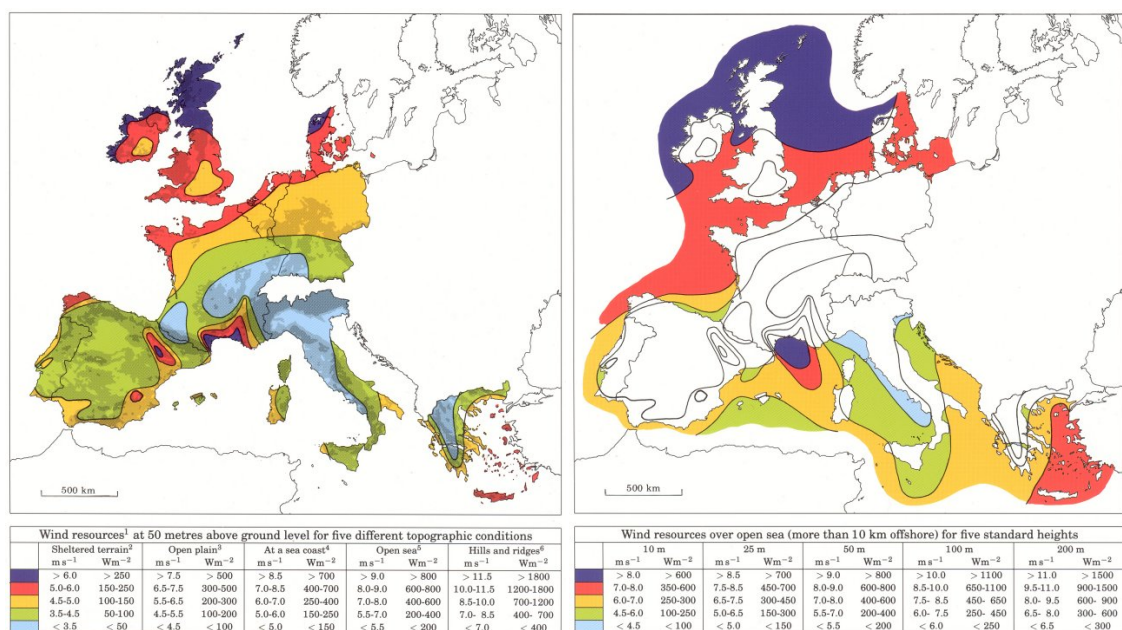 500 km
500 km
Wind resources¹ at 50 metres above ground level for five different topographic conditions
Sheltered terrain² Open plain³ At a sea coast⁴ Open sea⁵ Hills and ridges⁶
m s⁻¹ Wm⁻² m s⁻¹ Wm⁻² m s⁻¹ Wm⁻² m s⁻¹ Wm⁻² m s⁻¹ Wm⁻²
> 6.0 > 250 > 7.5 > 500 > 8.5 > 700 > 9.0 > 800 > 11.5 > 1800
5.0-6.0 150-250 6.5-7.5 300-500 7.0-8.5 400-700 8.0-9.0 600-800 10.0-11.5 1200-1800
4.5-5.0 100-150 5.5-6.5 200-300 6.0-7.0 250-400 7.0-8.0 400-600 8.5-10.0 700-1200
3.5-4.5 50-100 4.5-5.5 100-200 5.0-6.0 150-250 5.5-7.0 200-400 7.0- 8.5 400- 700
< 3.5 < 50 < 4.5 < 100 < 5.0 < 150 < 5.5 < 200 < 7.0 < 400
Wind resources over open sea (more than 10 km offshore) for five standard heights
10 m 25 m 50 m 100 m 200 m
m s⁻¹ Wm⁻² m s⁻¹ Wm⁻² m s⁻¹ Wm⁻² m s⁻¹ Wm⁻² m s⁻¹ Wm⁻²
> 8.0 > 600 > 8.5 > 700 > 9.0 > 800 > 10.0 > 1100 > 11.0 > 1500
7.0-8.0 350-600 7.5-8.5 450-700 8.0-9.0 600-800 8.5-10.0 650-1100 9.5-11.0 900-1500
6.0-7.0 250-300 6.5-7.5 300-450 7.0-8.0 400-600 7.5- 8.5 450- 650 8.0- 9.5 600- 900
4.5-6.0 100-250 5.0-6.5 150-300 5.5-7.0 200-400 6.0- 7.5 250- 450 6.5- 8.0 300- 600
< 4.5 < 100 < 5.0 < 150 < 5.5 < 200 < 6.0 < 250 < 6.5 < 300